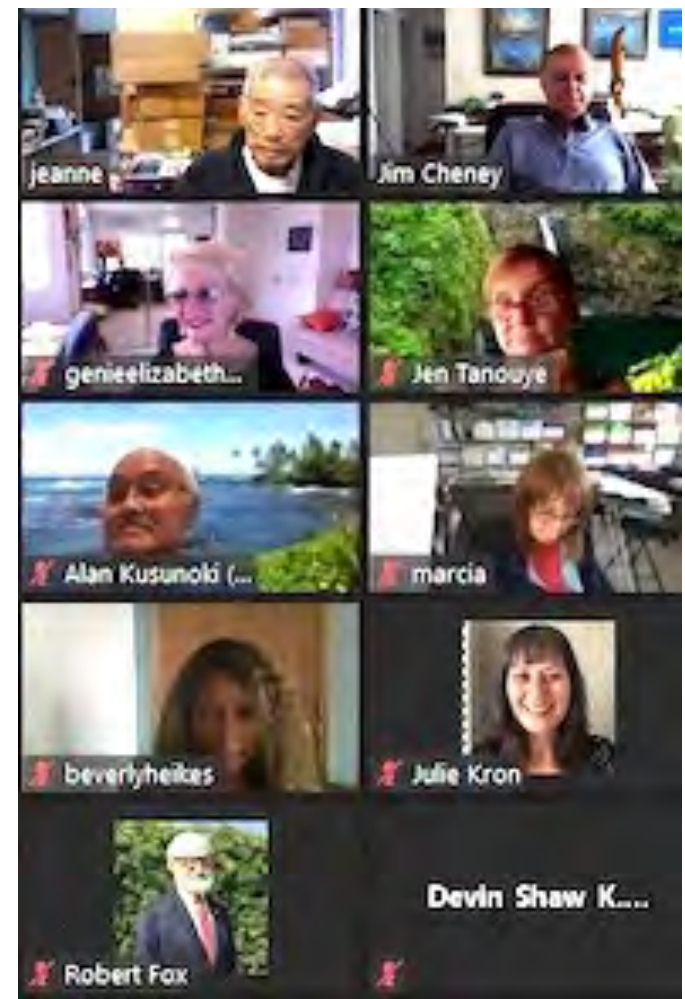 jeanne
Jim Cheney
genieelizabeth...
Jen Tanouye
Alan Kusunoki (...
marcia
beverlyheikes
Julie Kron
Robert Fox
Devin Shaw K....